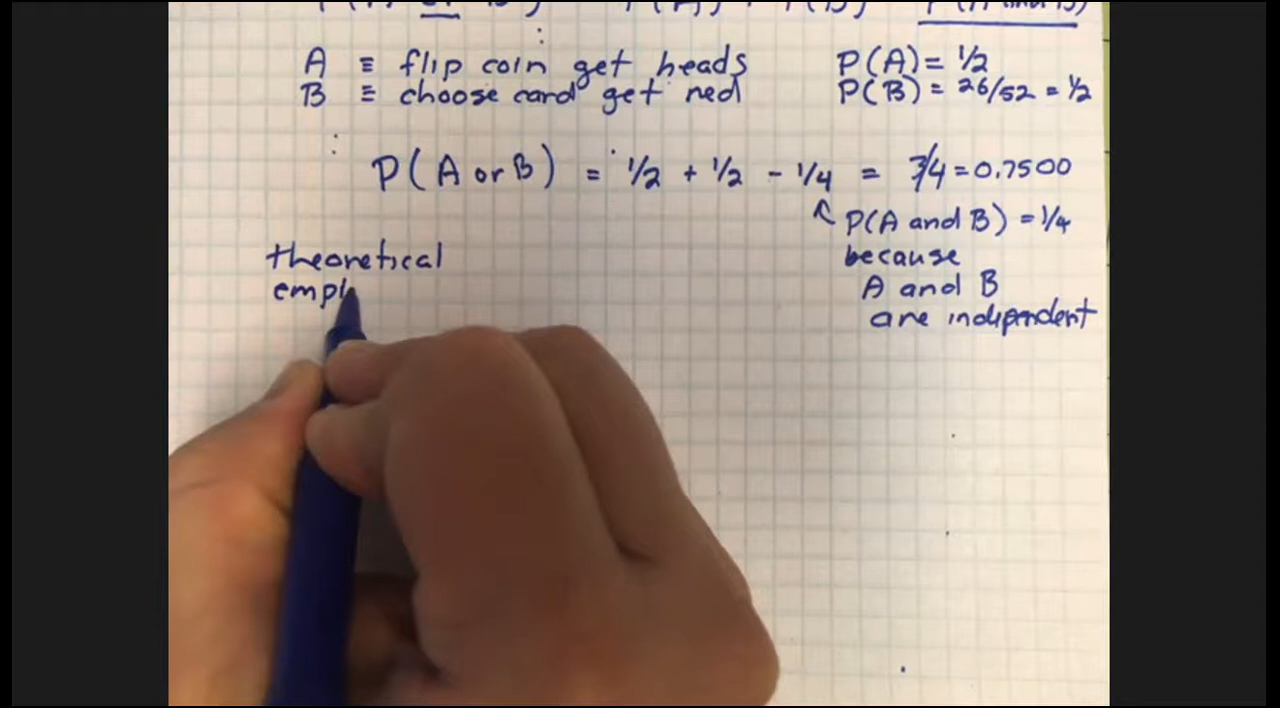 A ≡ flip coin get heads P(A) = 1/2
B ≡ choose card get red P(B) = 26/52 = 1/2
P(A or B) = 1/2 + 1/2 - 1/4 = 3/4 = 0.7500
P(A and B) = 1/4
because
A and B
are independent
theoretical
empi